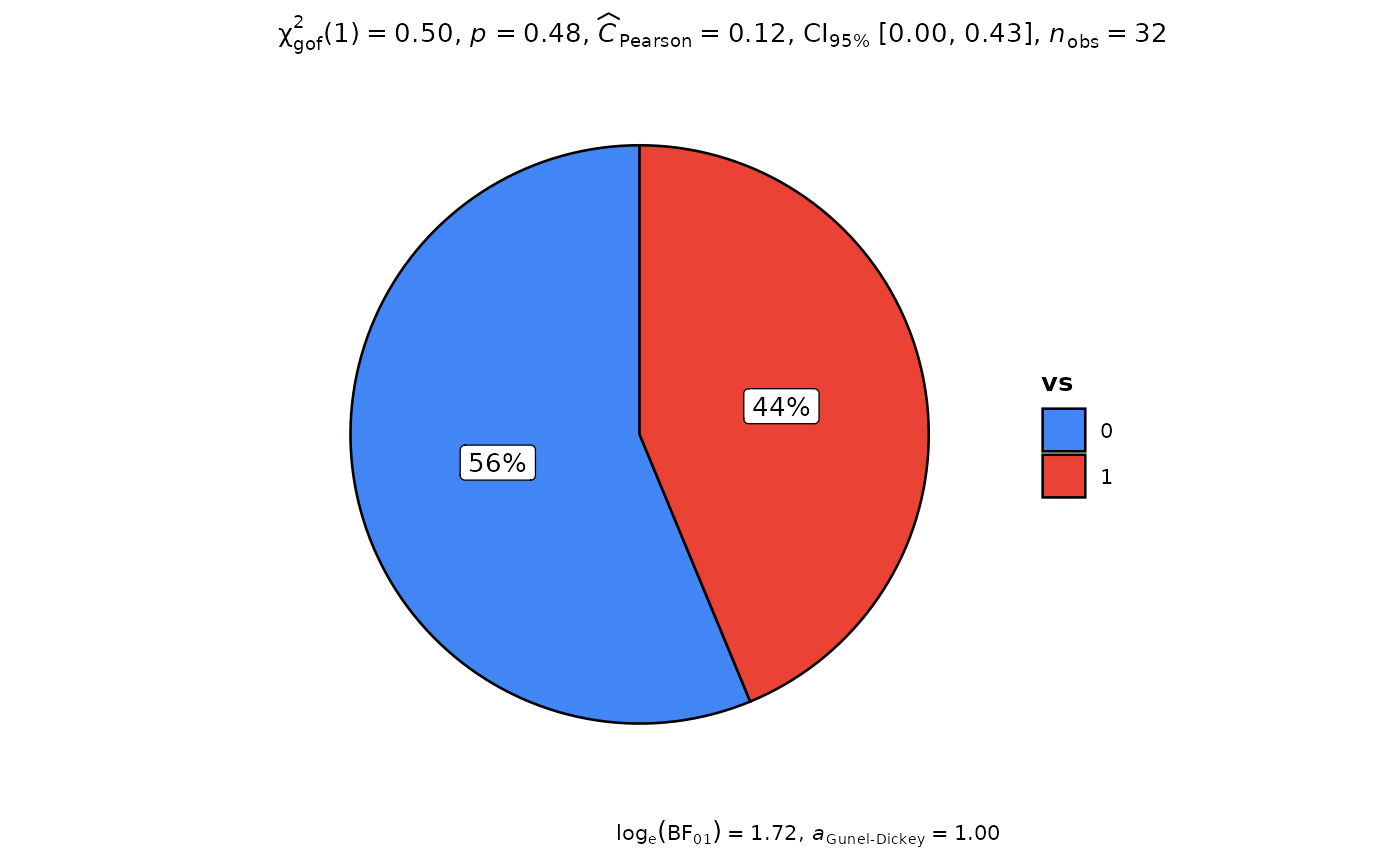 χ²gof(1) = 0.50, p = 0.48, ĈPearson = 0.12, CI95% [0.00, 0.43], nobs = 32
44%
56%
vs
0
1
loge(BF01) = 1.72, aGunel-Dickey = 1.00